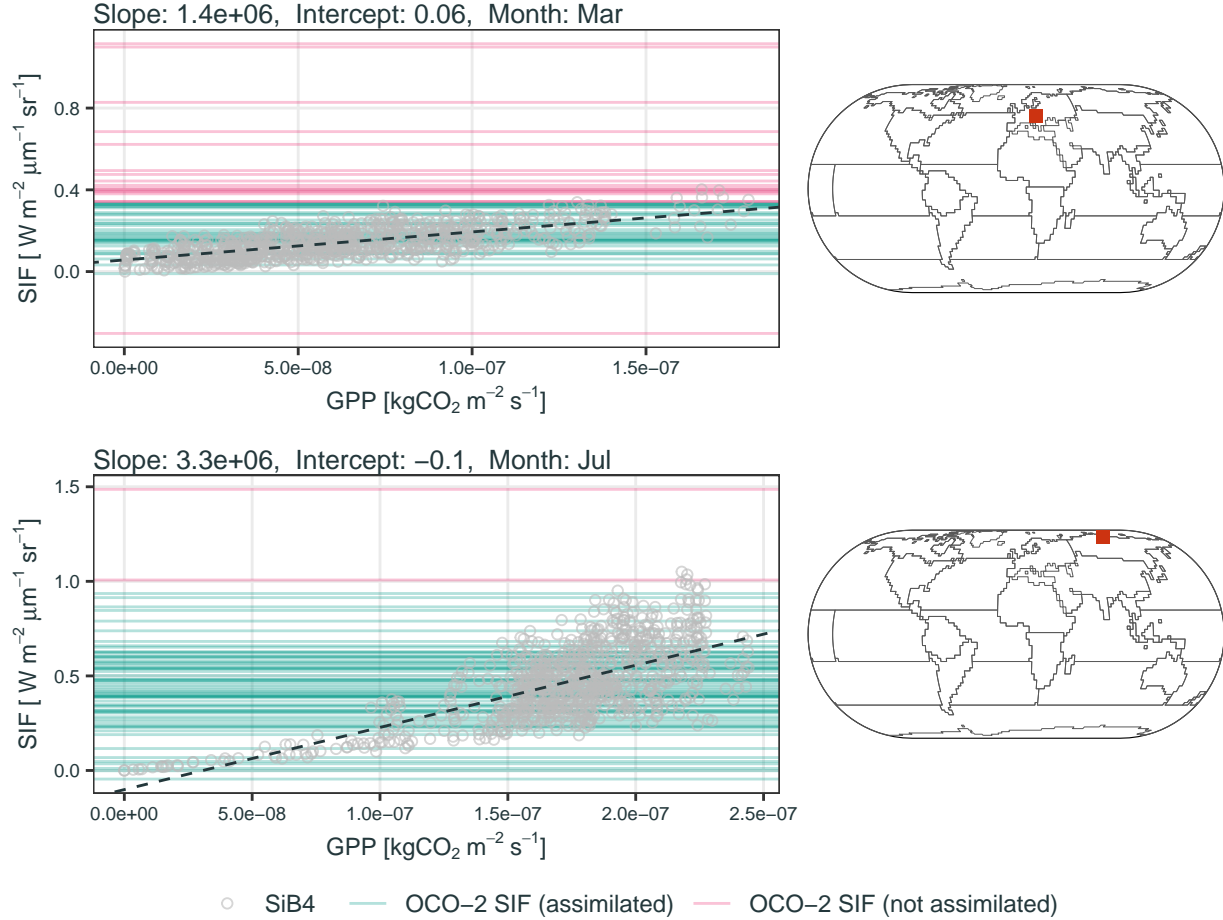 Slope: 1.4e+06,  Intercept: 0.06,  Month: Mar
SIF [ W m⁻² μm⁻¹ sr⁻¹]
0.8
0.4
0.0
0.0e+00 5.0e−08 1.0e−07 1.5e−07
GPP [kgCO₂ m⁻² s⁻¹]
Slope: 3.3e+06,  Intercept: −0.1,  Month: Jul
SIF [ W m⁻² μm⁻¹ sr⁻¹]
1.5
1.0
0.5
0.0
0.0e+00 5.0e−08 1.0e−07 1.5e−07 2.0e−07 2.5e−07
GPP [kgCO₂ m⁻² s⁻¹]
SiB4 OCO−2 SIF (assimilated) OCO−2 SIF (not assimilated)